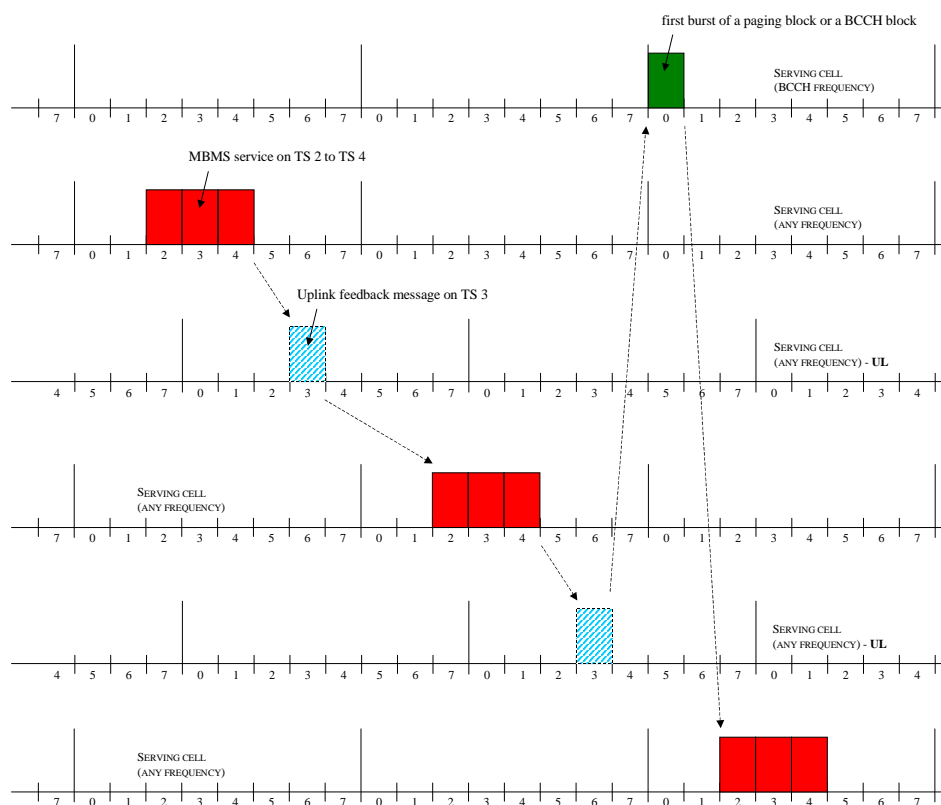 first burst of a paging block or a BCCH block
SERVING CELL
(BCCH FREQUENCY)
7 0 1 2 3 4 5 6 7 0 1 2 3 4 5 6 7 0 1 2 3 4 5 6 7
MBMS service on TS 2 to TS 4
SERVING CELL
(ANY FREQUENCY)
7 0 1 2 3 4 5 6 7 0 1 2 3 4 5 6 7 0 1 2 3 4 5 6 7
Uplink feedback message on TS 3
SERVING CELL
(ANY FREQUENCY) - UL
4 5 6 7 0 1 2 3 4 5 6 7 0 1 2 3 4 5 6 7 0 1 2 3 4
SERVING CELL
(ANY FREQUENCY)
7 0 1 2 3 4 5 6 7 0 1 2 3 4 5 6 7 0 1 2 3 4 5 6 7
SERVING CELL
(ANY FREQUENCY) - UL
4 5 6 7 0 1 2 3 4 5 6 7 0 1 2 3 4 5 6 7 0 1 2 3 4
SERVING CELL
(ANY FREQUENCY)
7 0 1 2 3 4 5 6 7 0 1 2 3 4 5 6 7 0 1 2 3 4 5 6 7